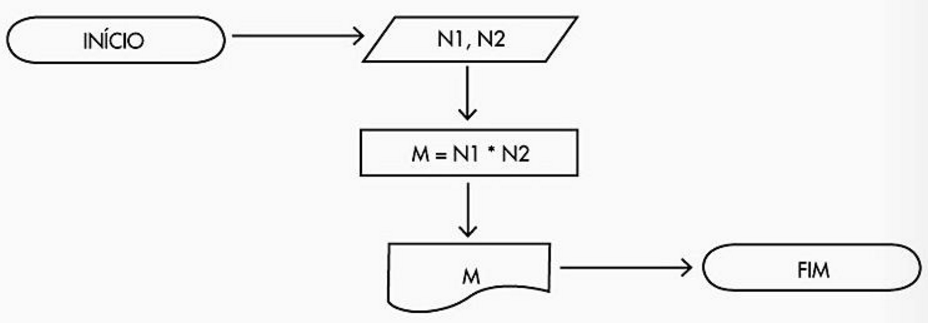 INÍCIO
N1, N2
M = N1 * N2
M
FIM